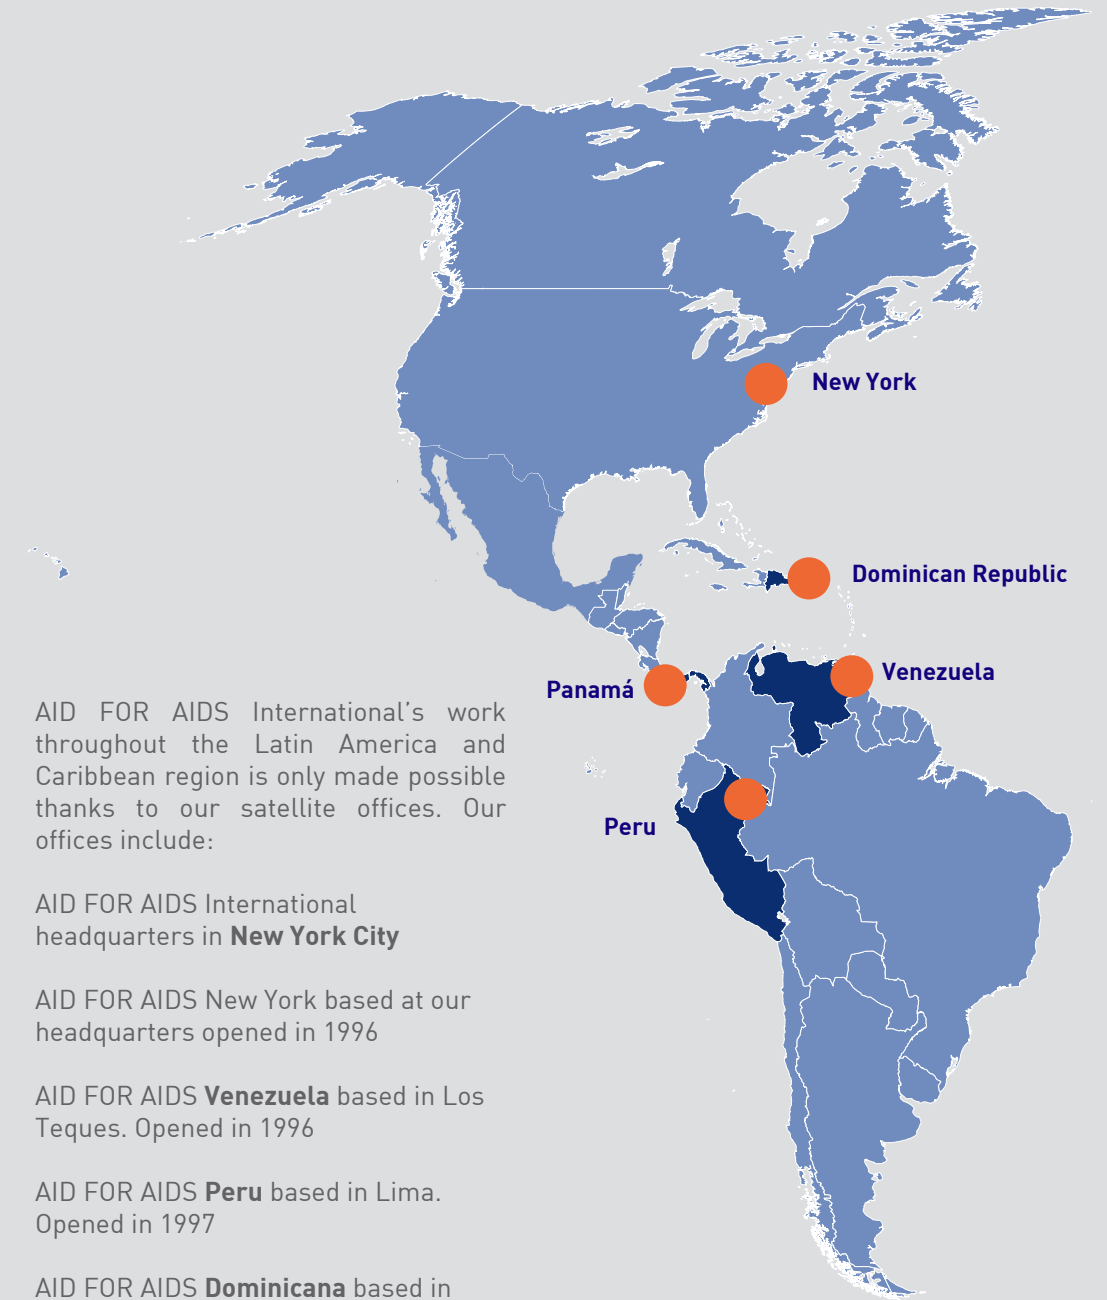 New York
Dominican Republic
Venezuela
Panamá
Peru
AID FOR AIDS International’s work
throughout the Latin America and
Caribbean region is only made possible
thanks to our satellite offices. Our
offices include:
AID FOR AIDS International
headquarters in New York City
AID FOR AIDS New York based at our
headquarters opened in 1996
AID FOR AIDS Venezuela based in Los
Teques. Opened in 1996
AID FOR AIDS Peru based in Lima.
Opened in 1997
AID FOR AIDS Dominicana based in